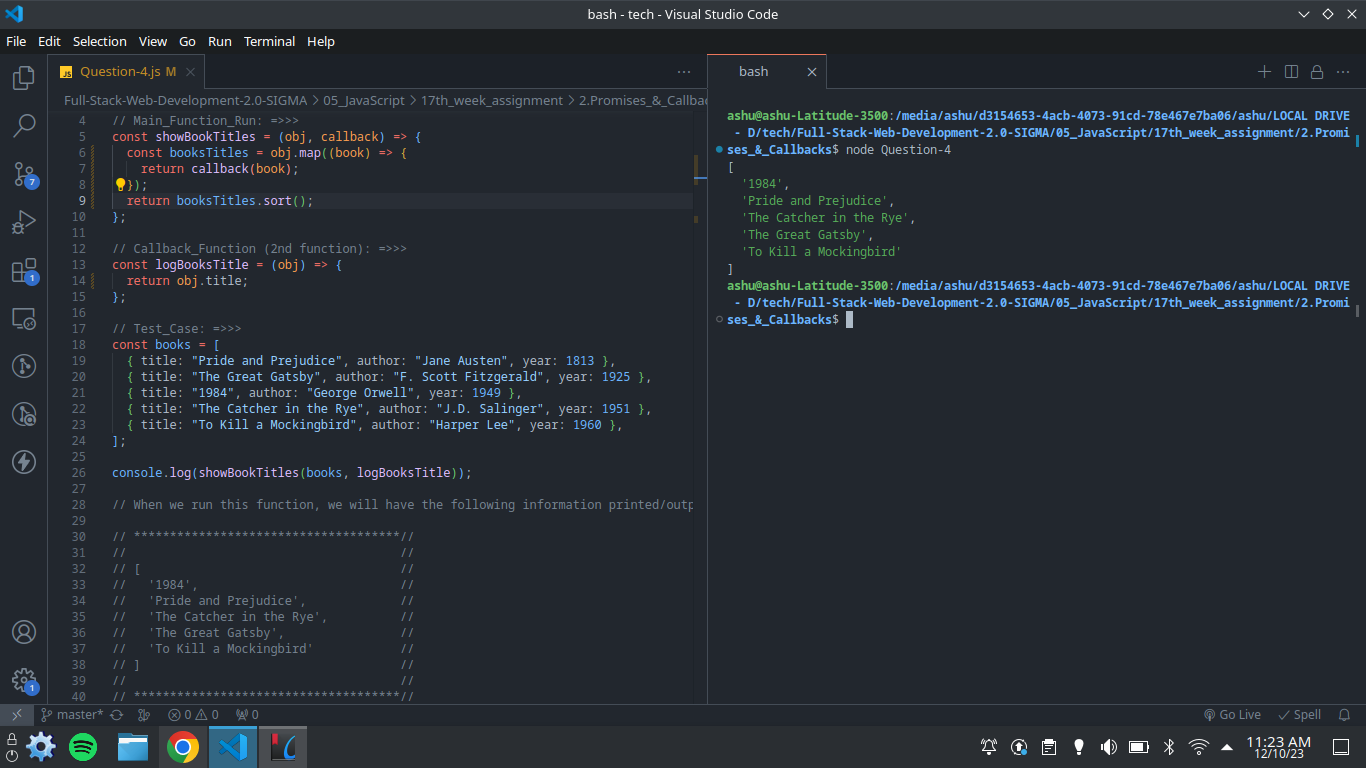 bash - tech - Visual Studio Code
File Edit Selection View Go Run Terminal Help
JS Question-4.js M
Full-Stack-Web-Development-2.0-SIGMA > 05_JavaScript > 17th_week_assignment > 2.Promises_&_Callbac
4 // Main_Function_Run: =>>>
5 const showBookTitles = (obj, callback) => {
6 const booksTitles = obj.map((book) => {
7 return callback(book);
8 });
9 return booksTitles.sort();
10 };
11
12 // Callback_Function (2nd function): =>>>
13 const logBooksTitle = (obj) => {
14 return obj.title;
15 };
16
17 // Test_Case: =>>>
18 const books = [
19 { title: "Pride and Prejudice", author: "Jane Austen", year: 1813 },
20 { title: "The Great Gatsby", author: "F. Scott Fitzgerald", year: 1925 },
21 { title: "1984", author: "George Orwell", year: 1949 },
22 { title: "The Catcher in the Rye", author: "J.D. Salinger", year: 1951 },
23 { title: "To Kill a Mockingbird", author: "Harper Lee", year: 1960 },
24 ];
25
26 console.log(showBookTitles(books, logBooksTitle));
27
28 // When we run this function, we will have the following information printed/outp
29
30 // *************************************//
31 // //
32 // [ //
33 // '1984', //
34 // 'Pride and Prejudice', //
35 // 'The Catcher in the Rye', //
36 // 'The Great Gatsby', //
37 // 'To Kill a Mockingbird' //
38 // ] //
39 // //
40 // *************************************//
bash
ashu@ashu-Latitude-3500:/media/ashu/d3154653-4acb-4073-91cd-78e467e7ba06/ashu/LOCAL DRIVE
- D/tech/Full-Stack-Web-Development-2.0-SIGMA/05_JavaScript/17th_week_assignment/2.Promi
ses_&_Callbacks$ node Question-4
[
'1984',
'Pride and Prejudice',
'The Catcher in the Rye',
'The Great Gatsby',
'To Kill a Mockingbird'
]
ashu@ashu-Latitude-3500:/media/ashu/d3154653-4acb-4073-91cd-78e467e7ba06/ashu/LOCAL DRIVE
- D/tech/Full-Stack-Web-Development-2.0-SIGMA/05_JavaScript/17th_week_assignment/2.Promi
ses_&_Callbacks$
7
1
1
master* 0 0 0 Go Live Spell
11:23 AM
12/10/23